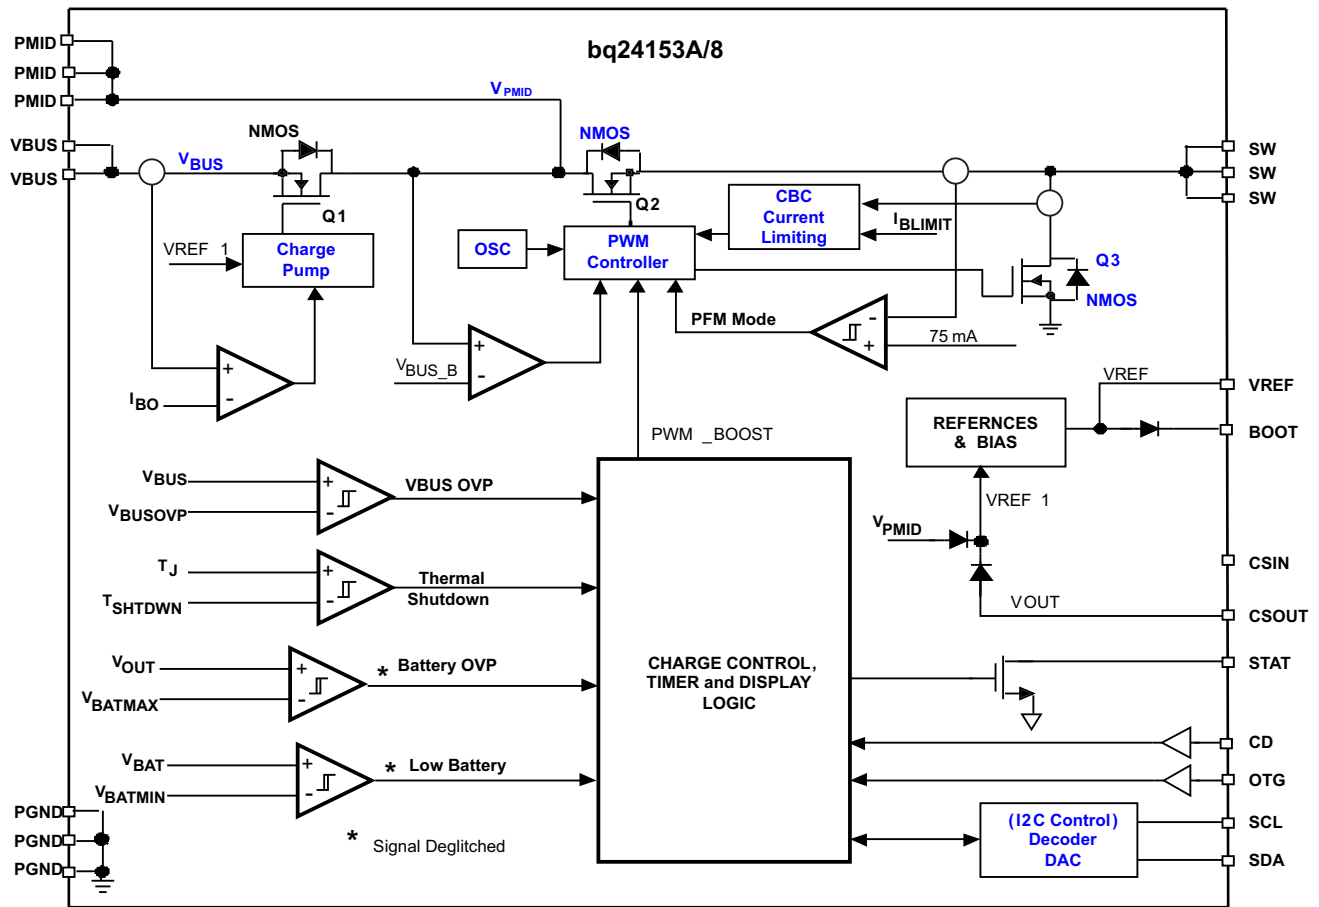 bq24153A/8
PMID
PMID
PMID
VPMID
VBUS
VBUS
VBUS
NMOS
Q1
NMOS
Q2
SW
SW
SW
VREF 1
Charge
Pump
OSC
PWM
Controller
CBC
Current
Limiting
IBLIMIT
Q3
NMOS
PFM Mode
-
+
75 mA
+
-
IBO
+
-
VBUS_B
PWM _BOOST
REFERNCES
& BIAS
VREF
VREF
BOOT
VREF 1
VPMID
VOUT
CSIN
CSOUT
VBUS
VBUSOVP
+
-
VBUS OVP
TJ
TSHTDWN
+
-
Thermal
Shutdown
VOUT
VBATMAX
+
-
* Battery OVP
VBAT
VBATMIN
+
-
* Low Battery
* Signal Deglitched
CHARGE CONTROL,
TIMER and DISPLAY
LOGIC
STAT
CD
OTG
(I2C Control)
Decoder
DAC
SCL
SDA
PGND
PGND
PGND